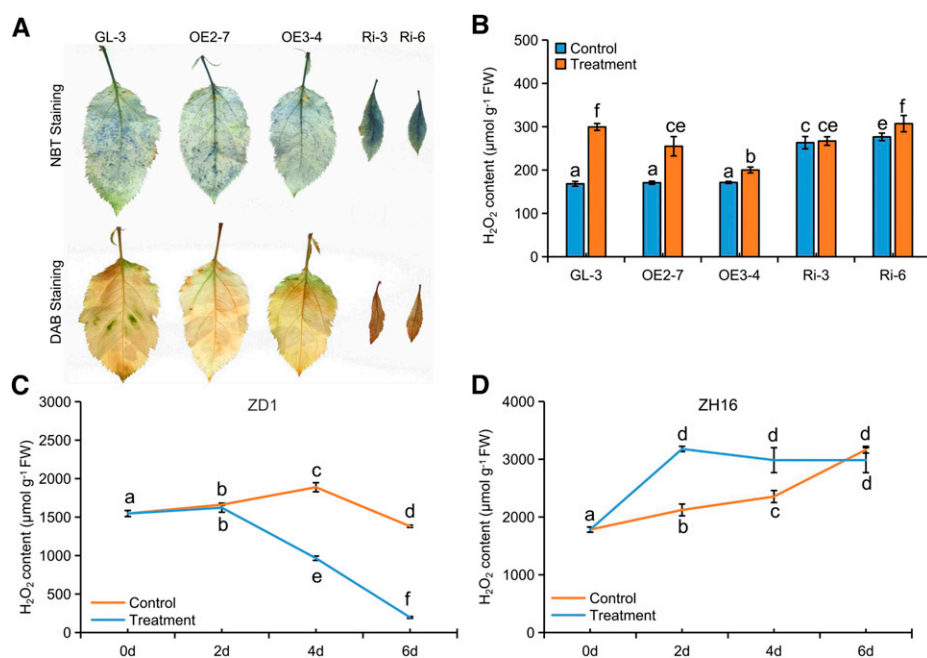 A
GL-3 OE2-7 OE3-4 Ri-3 Ri-6
NBT Staining
DAB Staining
B
H₂O₂ content (µmol g⁻¹ FW)
500
400
300
200
100
0
Control
Treatment
a f a ce a b c ce e f
GL-3 OE2-7 OE3-4 Ri-3 Ri-6
C
ZD1
H₂O₂ content (µmol g⁻¹ FW)
3000
2500
2000
1500
1000
500
0
a b c d
b e f
Control
Treatment
0d 2d 4d 6d
D
ZH16
H₂O₂ content (µmol g⁻¹ FW)
4000
3000
2000
1000
0
a d d d
b c d
Control
Treatment
0d 2d 4d 6d